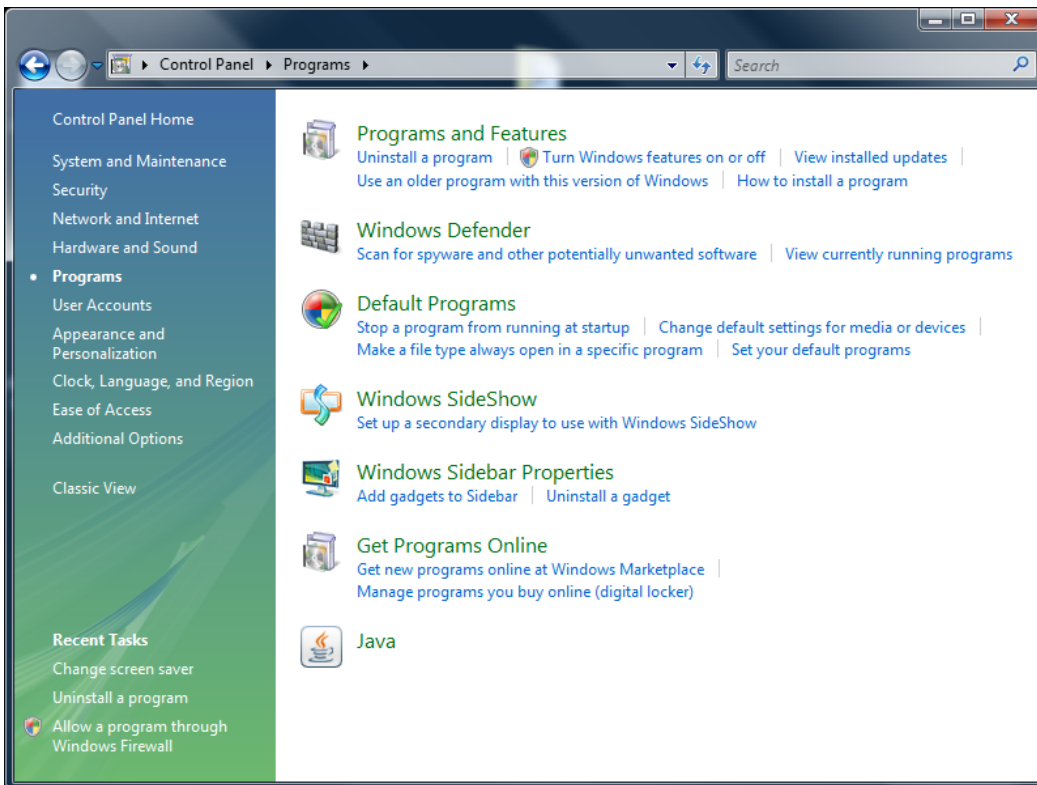 Control Panel Programs
Search
Control Panel Home
System and Maintenance
Security
Network and Internet
Hardware and Sound
Programs
User Accounts
Appearance and
Personalization
Clock, Language, and Region
Ease of Access
Additional Options
Classic View
Recent Tasks
Change screen saver
Uninstall a program
Allow a program through
Windows Firewall
Programs and Features
Uninstall a program Turn Windows features on or off View installed updates
Use an older program with this version of Windows How to install a program
Windows Defender
Scan for spyware and other potentially unwanted software View currently running programs
Default Programs
Stop a program from running at startup Change default settings for media or devices
Make a file type always open in a specific program Set your default programs
Windows SideShow
Set up a secondary display to use with Windows SideShow
Windows Sidebar Properties
Add gadgets to Sidebar Uninstall a gadget
Get Programs Online
Get new programs online at Windows Marketplace
Manage programs you buy online (digital locker)
Java